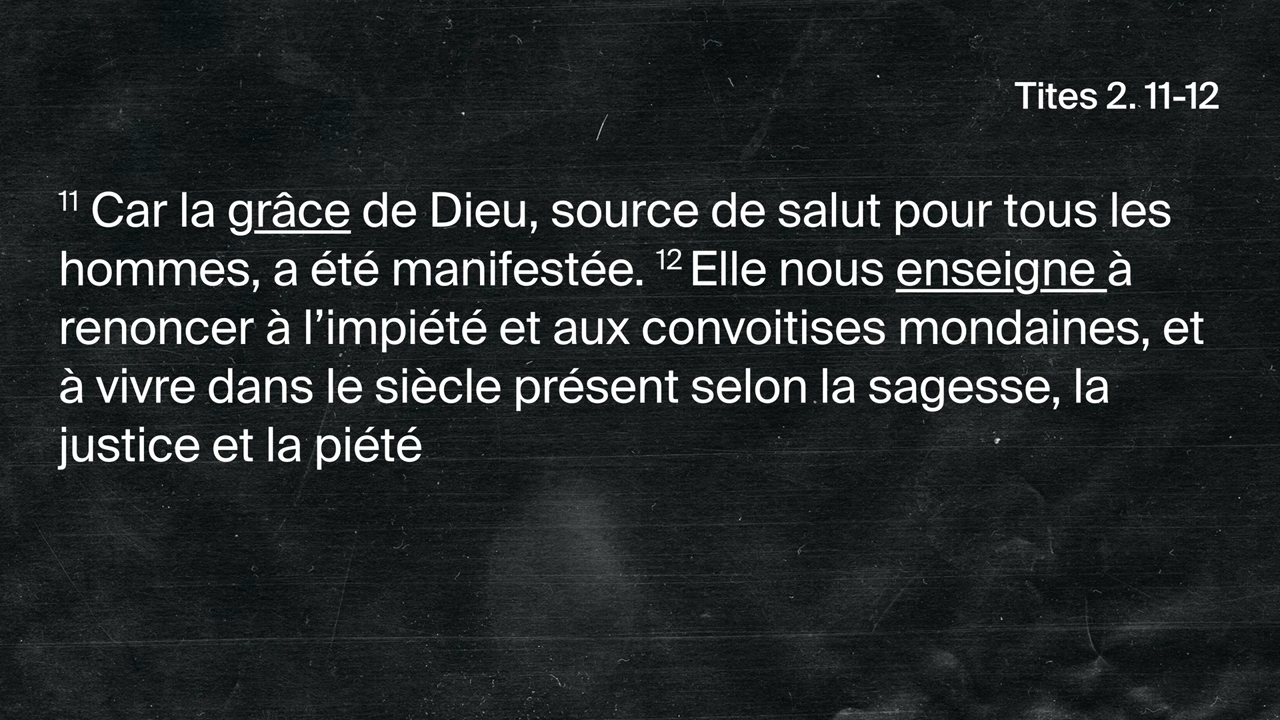 Tites 2. 11-12
11 Car la grâce de Dieu, source de salut pour tous les
hommes, a été manifestée. 12 Elle nous enseigne à
renoncer à l’impiété et aux convoitises mondaines, et
à vivre dans le siècle présent selon la sagesse, la
justice et la piété